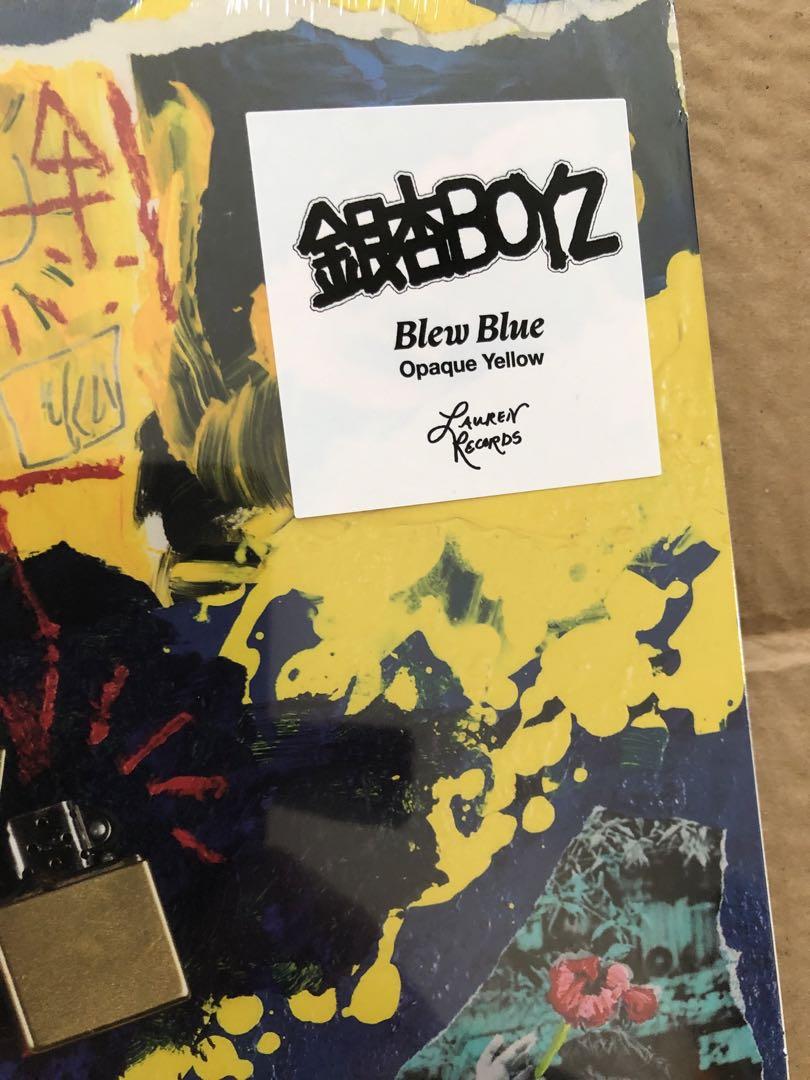 銀杏BOYZ
Blew Blue
Opaque Yellow
LAUREN
RECORDS